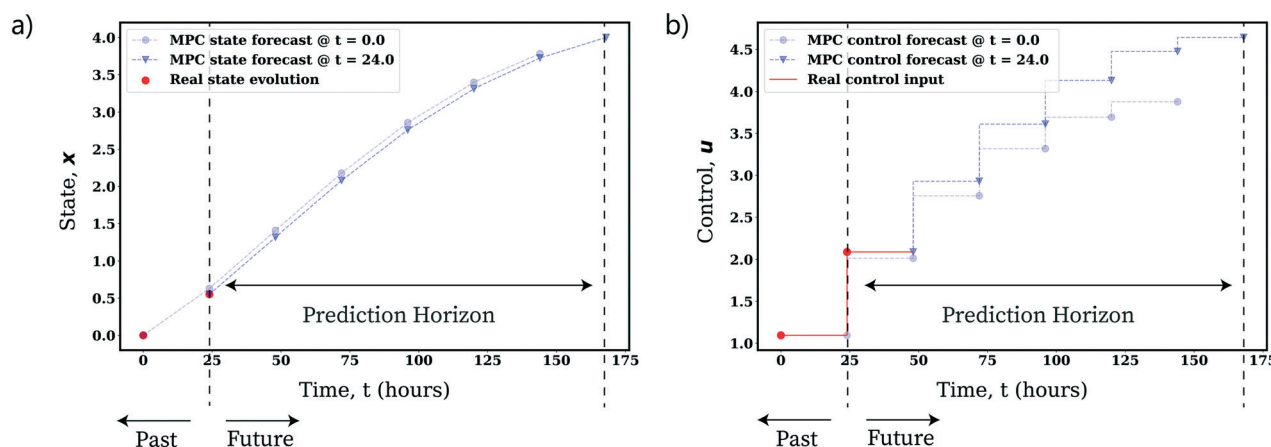 a)
MPC state forecast @ t = 0.0
MPC state forecast @ t = 24.0
Real state evolution
4.0
3.5
3.0
2.5
2.0
1.5
1.0
0.5
0.0
State, x
Prediction Horizon
0 25 50 75 100 125 150 175
Time, t (hours)
Past Future
b)
MPC control forecast @ t = 0.0
MPC control forecast @ t = 24.0
Real control input
4.5
4.0
3.5
3.0
2.5
2.0
1.5
1.0
Control, u
Prediction Horizon
0 25 50 75 100 125 150 175
Time, t (hours)
Past Future